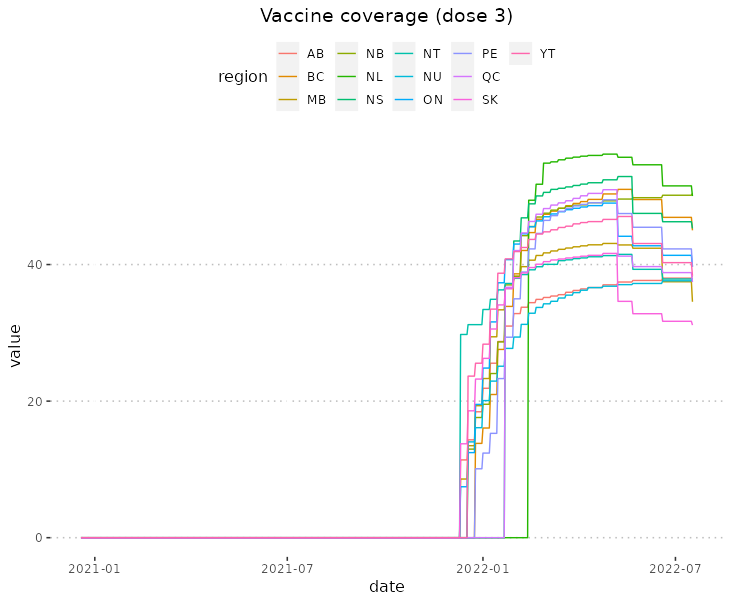 Vaccine coverage (dose 3)
region
AB NB NT PE YT
BC NL NU QC
MB NS ON SK
value
40
20
0
2021-01 2021-07 2022-01 2022-07
date